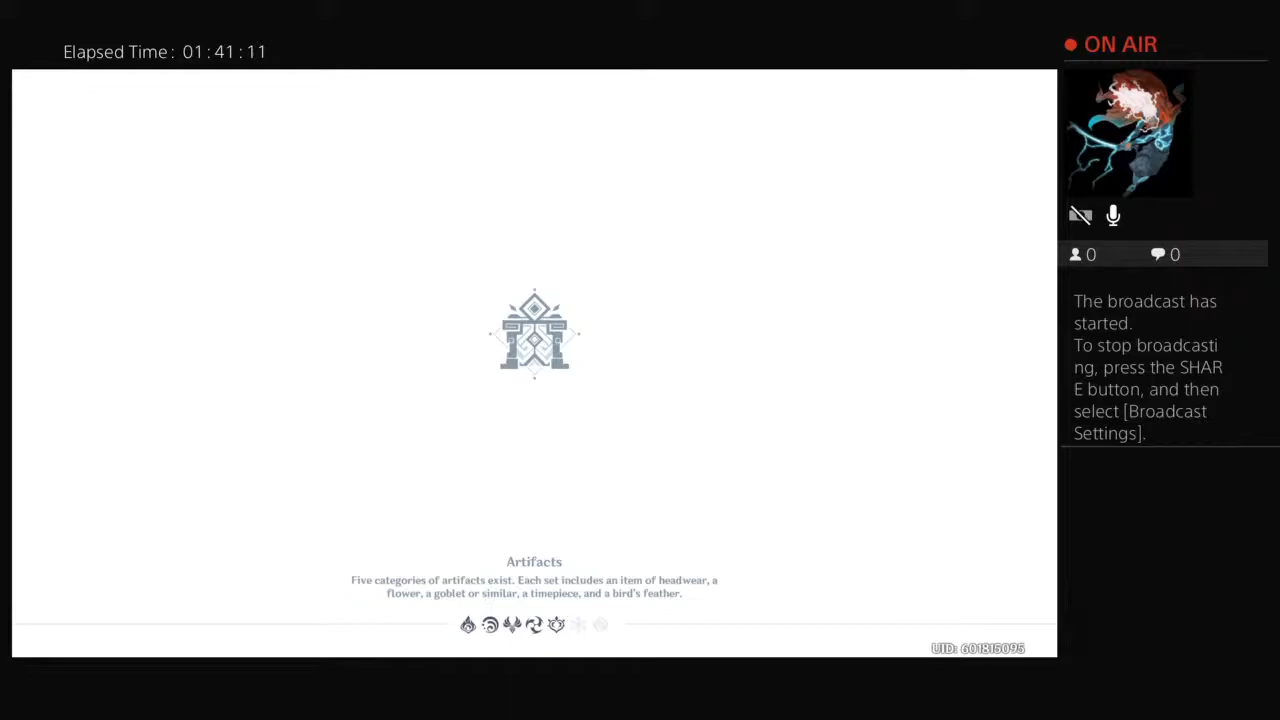 Elapsed Time: 01:41:11
ON AIR
0
0
The broadcast has
started.
To stop broadcasti
ng, press the SHAR
E button, and then
select [Broadcast
Settings].
Artifacts
Five categories of artifacts exist. Each set includes an item of headwear, a
flower, a goblet or similar, a timepiece, and a bird's feather.
UID: 601815095